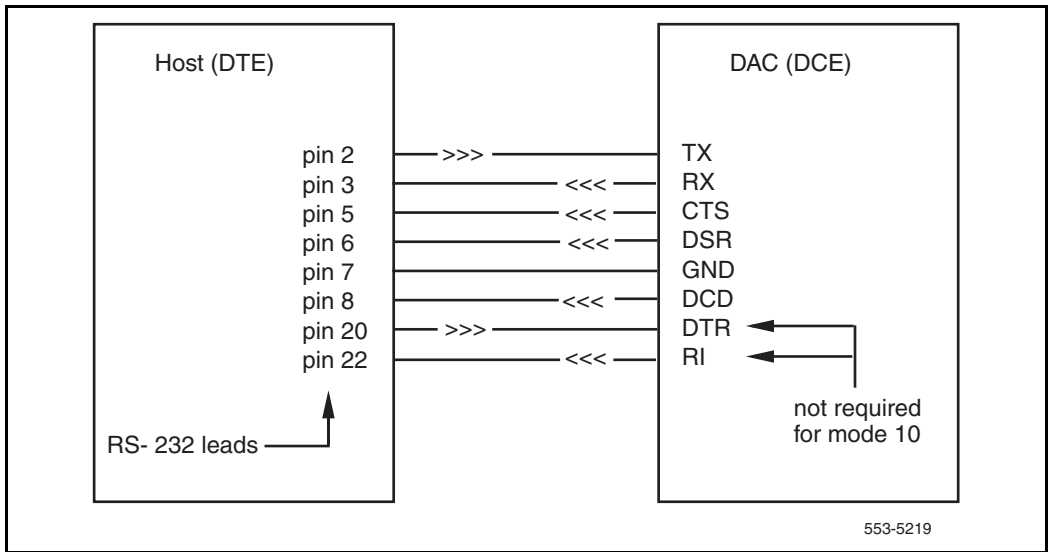 Host (DTE)
DAC (DCE)
pin 2 >>> TX
pin 3 <<< RX
pin 5 <<< CTS
pin 6 <<< DSR
pin 7 GND
pin 8 <<< DCD
pin 20 >>> DTR
pin 22 <<< RI
not required
for mode 10
RS- 232 leads
553-5219